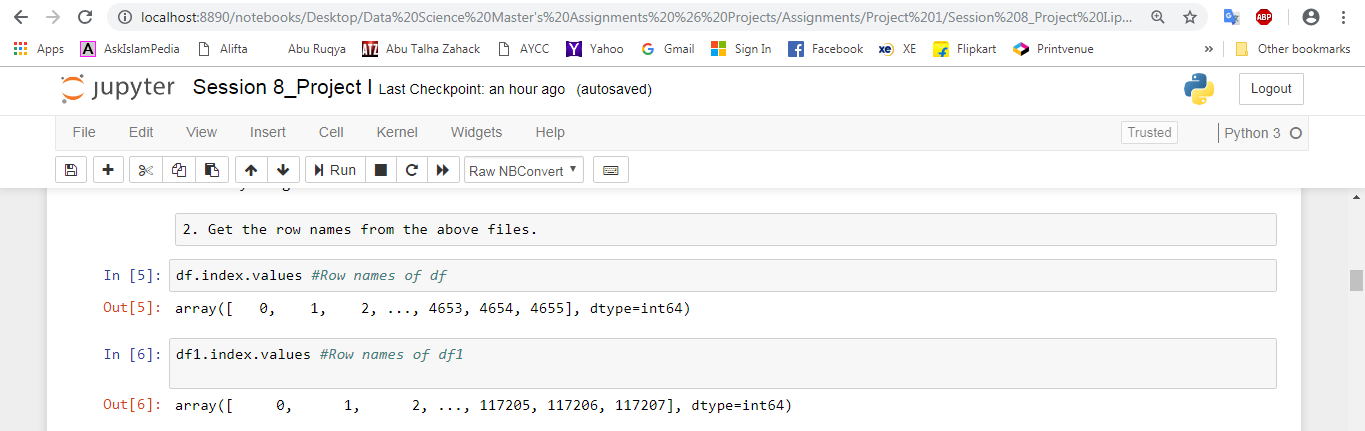 localhost:8890/notebooks/Desktop/Data%20Science%20Master's%20Assignments%20%26%20Projects/Assignments/Project%201/Session%208_Project%20I.ip...
ABP
Apps A AskIslamPedia Alifta Abu Ruqya ATZ Abu Talha Zahack AYCC Y Yahoo G Gmail Sign In f Facebook xe XE f Flipkart Printvenue » Other bookmarks
jupyter Session 8_Project I Last Checkpoint: an hour ago (autosaved) Logout
File Edit View Insert Cell Kernel Widgets Help Trusted Python 3
Run Raw NBConvert
2. Get the row names from the above files.
In [5]: df.index.values #Row names of df
Out[5]: array([   0,    1,    2, ..., 4653, 4654, 4655], dtype=int64)
In [6]: df1.index.values #Row names of df1
Out[6]: array([     0,      1,      2, ..., 117205, 117206, 117207], dtype=int64)